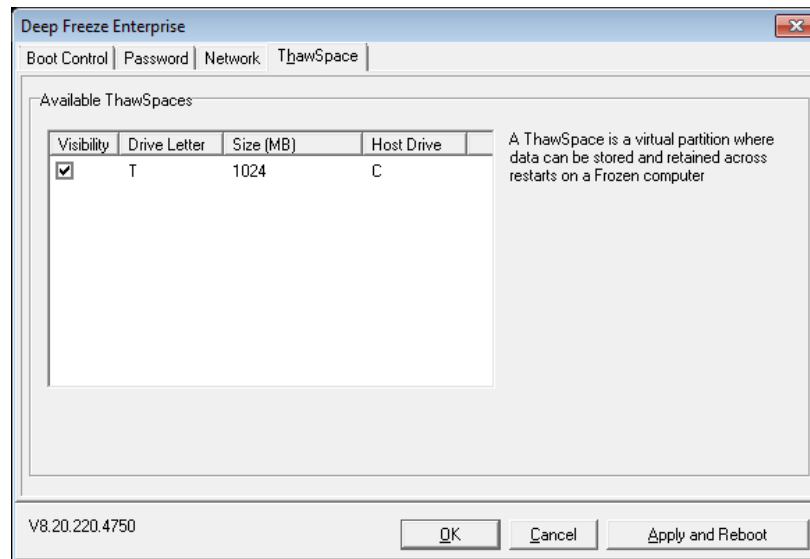 Deep Freeze Enterprise
Boot Control Password Network ThawSpace
Available ThawSpaces
Visibility Drive Letter Size (MB) Host Drive
T 1024 C
A ThawSpace is a virtual partition where
data can be stored and retained across
restarts on a Frozen computer
V8.20.220.4750
OK Cancel Apply and Reboot